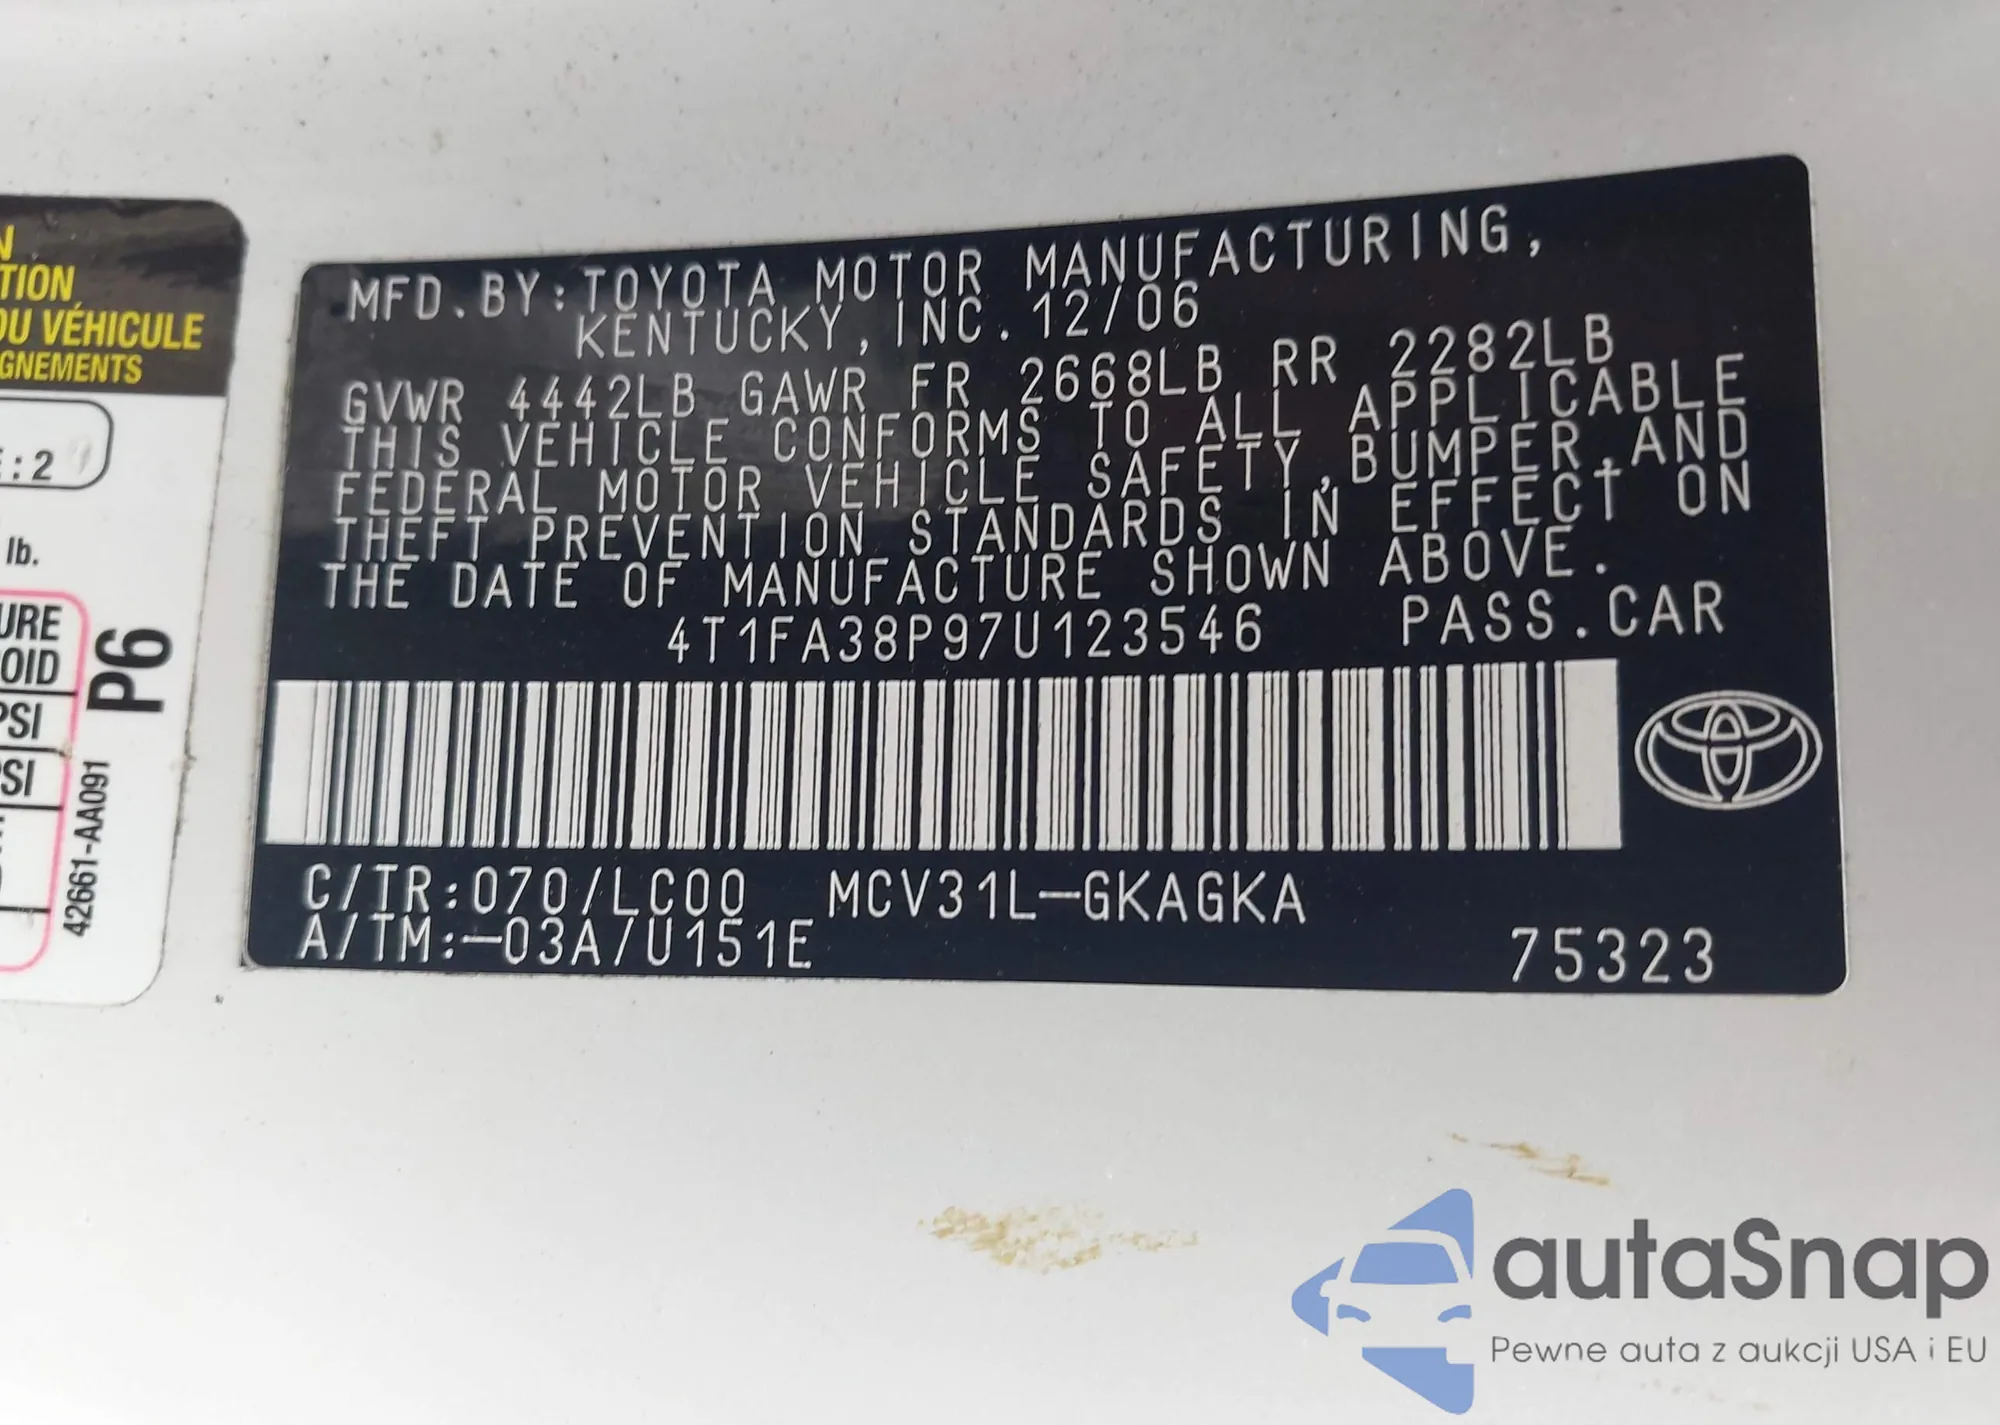 N
TION
DU VÉHICULE
GNEMENTS
: 2
lb.
URE
OID
PSI
SI
P6
42661-AA091
MFD.BY:TOYOTA MOTOR MANUFACTURING,
KENTUCKY,INC.12/06
GVWR 4442LB GAWR FR 2668LB RR 2282LB
THIS VEHICLE CONFORMS TO ALL APPLICABLE
FEDERAL MOTOR VEHICLE SAFETY,BUMPER,AND
THEFT PREVENTION STANDARDS IN EFFECT ON
THE DATE OF MANUFACTURE SHOWN ABOVE.
4T1FA38P97U123546 PASS.CAR
C/TR:070/LC00 MCV31L-GKAGKA
A/TM:-03A/U151E
75323
autaSnap
Pewne auta z aukcji USA i EU